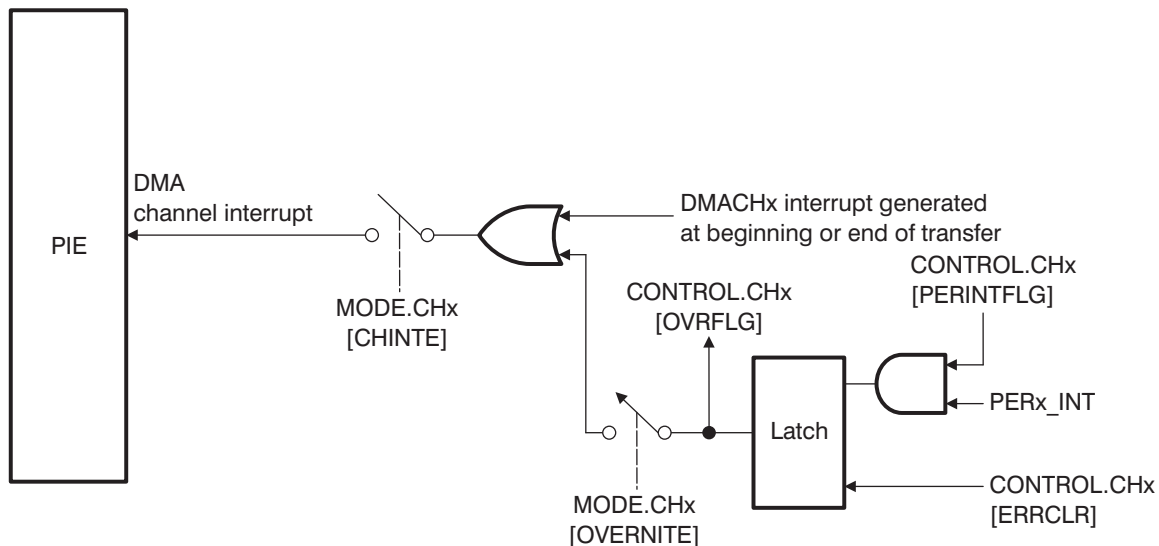 PIE
DMA
channel interrupt
MODE.CHx
[CHINTE]
DMACHx interrupt generated
at beginning or end of transfer
CONTROL.CHx
[PERINTFLG]
CONTROL.CHx
[OVRFLG]
PERx_INT
Latch
CONTROL.CHx
[ERRCLR]
MODE.CHx
[OVERNITE]